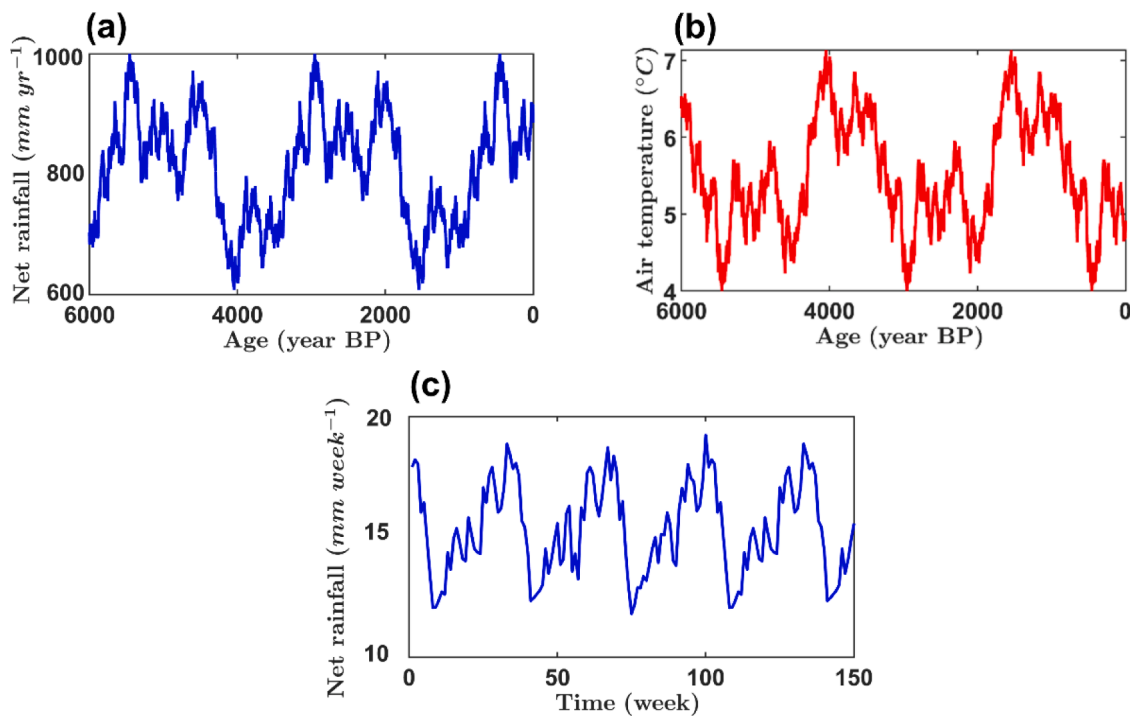 (a)
Net rainfall (mm yr⁻¹)
1000
800
600
6000
4000
2000
0
Age (year BP)
(b)
Air temperature (°C)
7
6
5
4
6000
4000
2000
0
Age (year BP)
(c)
Net rainfall (mm week⁻¹)
20
15
10
0
50
100
150
Time (week)